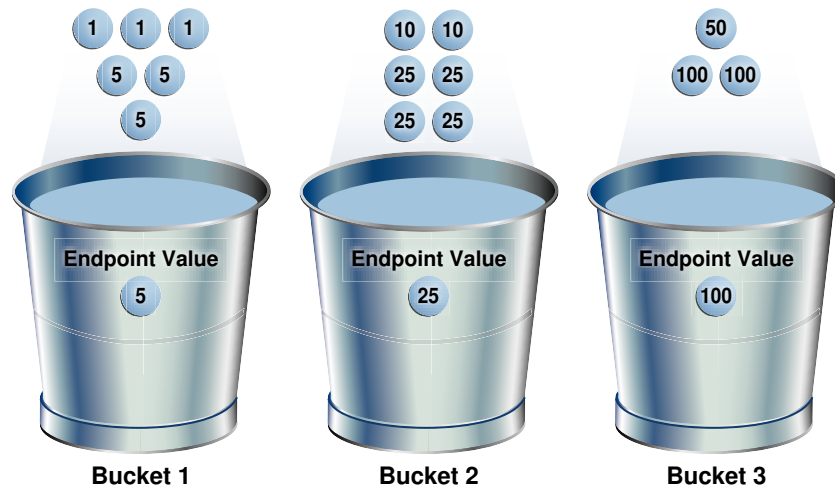 1 1 1
5 5
5
Endpoint Value
5
Bucket 1
10 10
25 25
25 25
Endpoint Value
25
Bucket 2
50
100 100
Endpoint Value
100
Bucket 3